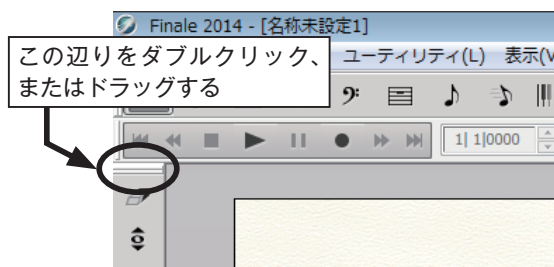 Finale 2014 - [名称未設定1]
この辺りをダブルクリック、
またはドラッグする
ユーティリティ(L) 表示(V
1| 1|0000